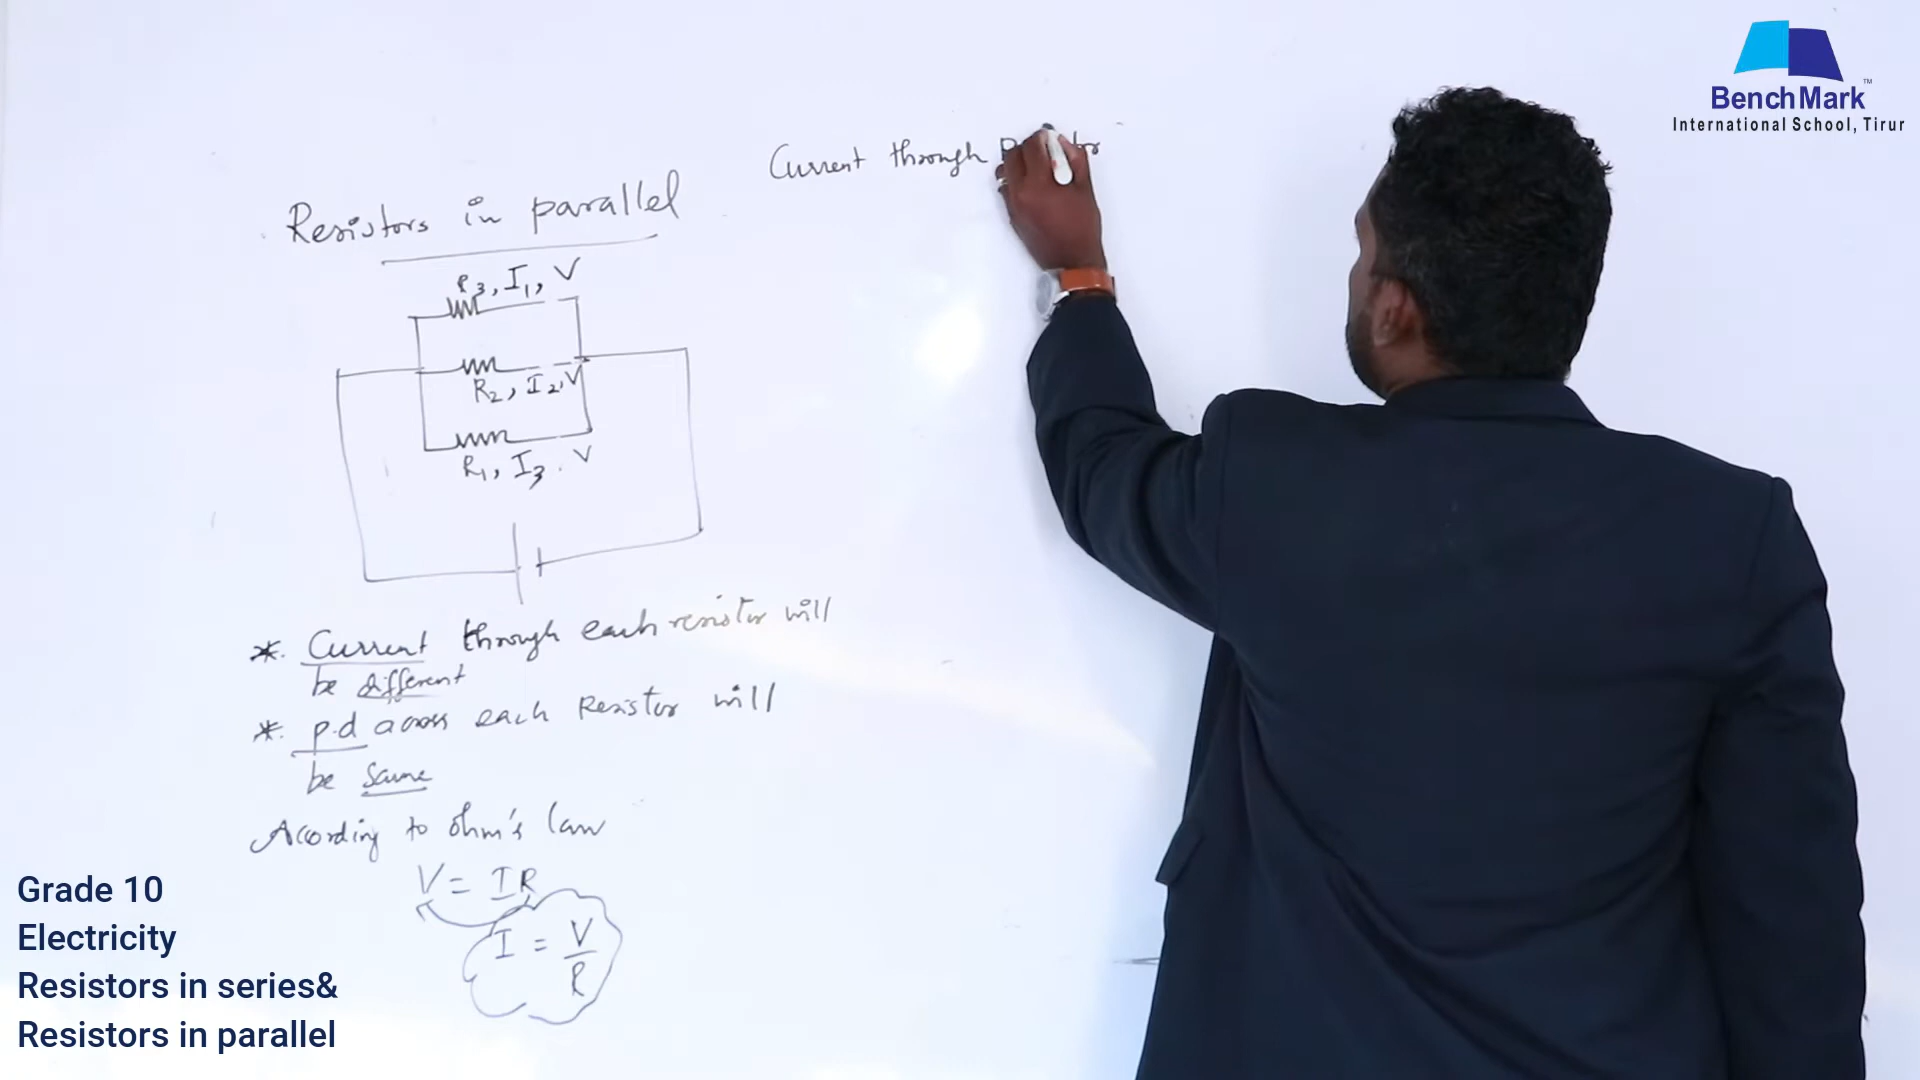 BenchMark
TM
International School, Tirur
Current through
Resistors in parallel
R3, I1, V
R2, I2, V
R1, I3. V
*. Current through each resistor will
be different
*. p.d across each Resistor will
be Same
According to ohm's law
V = IR
I = V/R
Grade 10
Electricity
Resistors in series&
Resistors in parallel